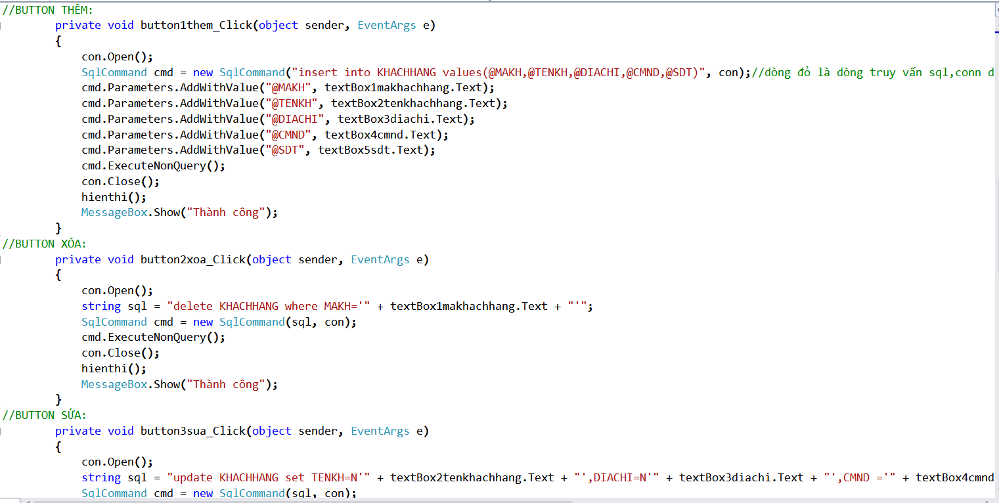 //BUTTON THÊM:
private void button1them_Click(object sender, EventArgs e)
{
con.Open();
SqlCommand cmd = new SqlCommand("insert into KHACHHANG values(@MAKH,@TENKH,@DIACHI,@CMND,@SDT)", con);//dòng đỏ là dòng truy vấn sql,conn d
cmd.Parameters.AddWithValue("@MAKH", textBox1makhachhang.Text);
cmd.Parameters.AddWithValue("@TENKH", textBox2tenkhachhang.Text);
cmd.Parameters.AddWithValue("@DIACHI", textBox3diachi.Text);
cmd.Parameters.AddWithValue("@CMND", textBox4cmnd.Text);
cmd.Parameters.AddWithValue("@SDT", textBox5sdt.Text);
cmd.ExecuteNonQuery();
con.Close();
hienthi();
MessageBox.Show("Thành công");
}
//BUTTON XÓA:
private void button2xoa_Click(object sender, EventArgs e)
{
con.Open();
string sql = "delete KHACHHANG where MAKH='" + textBox1makhachhang.Text + "'";
SqlCommand cmd = new SqlCommand(sql, con);
cmd.ExecuteNonQuery();
con.Close();
hienthi();
MessageBox.Show("Thành công");
}
//BUTTON SỬA:
private void button3sua_Click(object sender, EventArgs e)
{
con.Open();
string sql = "update KHACHHANG set TENKH=N'" + textBox2tenkhachhang.Text + "',DIACHI=N'" + textBox3diachi.Text + "',CMND ='" + textBox4cmnd
SqlCommand cmd = new SqlCommand(sql, con);